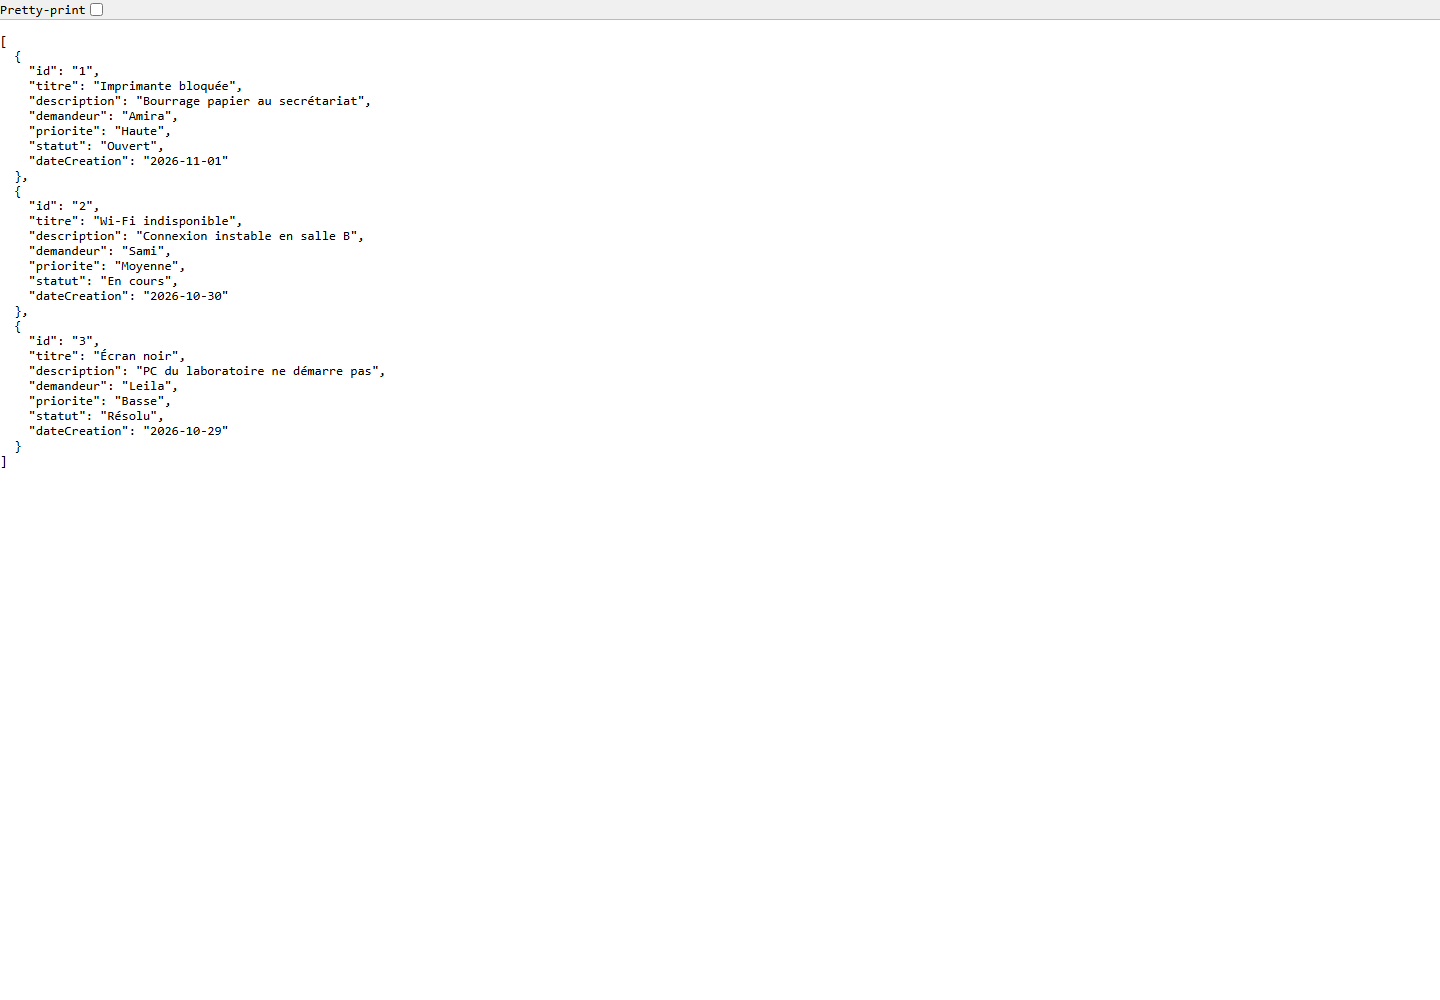 Pretty-print
[
  {
    "id": "1",
    "titre": "Imprimante bloquée",
    "description": "Bourrage papier au secrétariat",
    "demandeur": "Amira",
    "priorite": "Haute",
    "statut": "Ouvert",
    "dateCreation": "2026-11-01"
  },
  {
    "id": "2",
    "titre": "Wi-Fi indisponible",
    "description": "Connexion instable en salle B",
    "demandeur": "Sami",
    "priorite": "Moyenne",
    "statut": "En cours",
    "dateCreation": "2026-10-30"
  },
  {
    "id": "3",
    "titre": "Écran noir",
    "description": "PC du laboratoire ne démarre pas",
    "demandeur": "Leila",
    "priorite": "Basse",
    "statut": "Résolu",
    "dateCreation": "2026-10-29"
  }
]